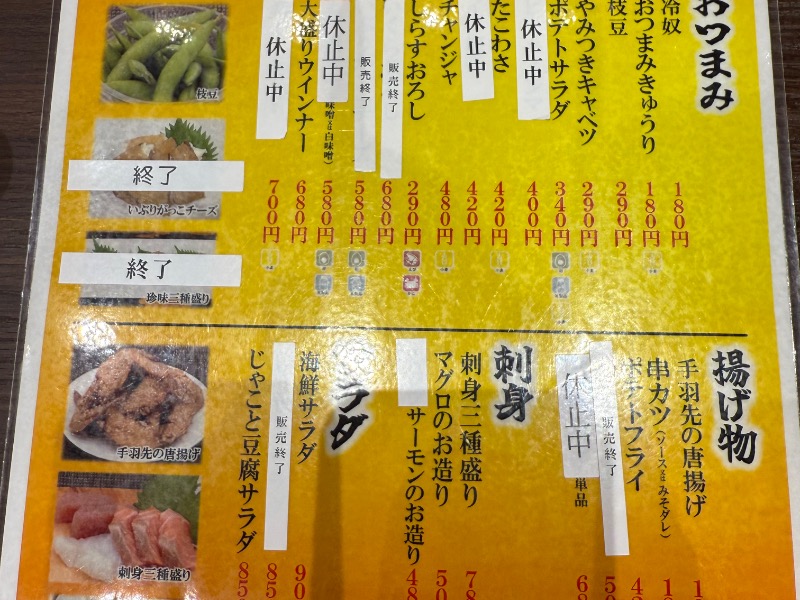 おつまみ
冷奴 180円
おつまみきゅうり 180円
枝豆 290円
やみつきキャベツ 290円
ポテトサラダ 340円
休止中 400円
たこわさ 420円
休止中 420円
チャンジャ 480円
しらすおろし 290円
販売終了 680円
販売終了 580円
休止中 味噌又は白味噌) 580円
大盛りウインナー 680円
休止中 700円
枝豆
終了
いぶりがっこチーズ
終了
珍味三種盛り
揚げ物
手羽先の唐揚げ
串カツ(ソース又はみそダレ)
ポテトフライ
販売終了
休止中 単品
刺身
刺身三種盛り
マグロのお造り
サーモンのお造り
ラダ
海鮮サラダ
販売終了
じゃこと豆腐サラダ
手羽先の唐揚げ
刺身三種盛り